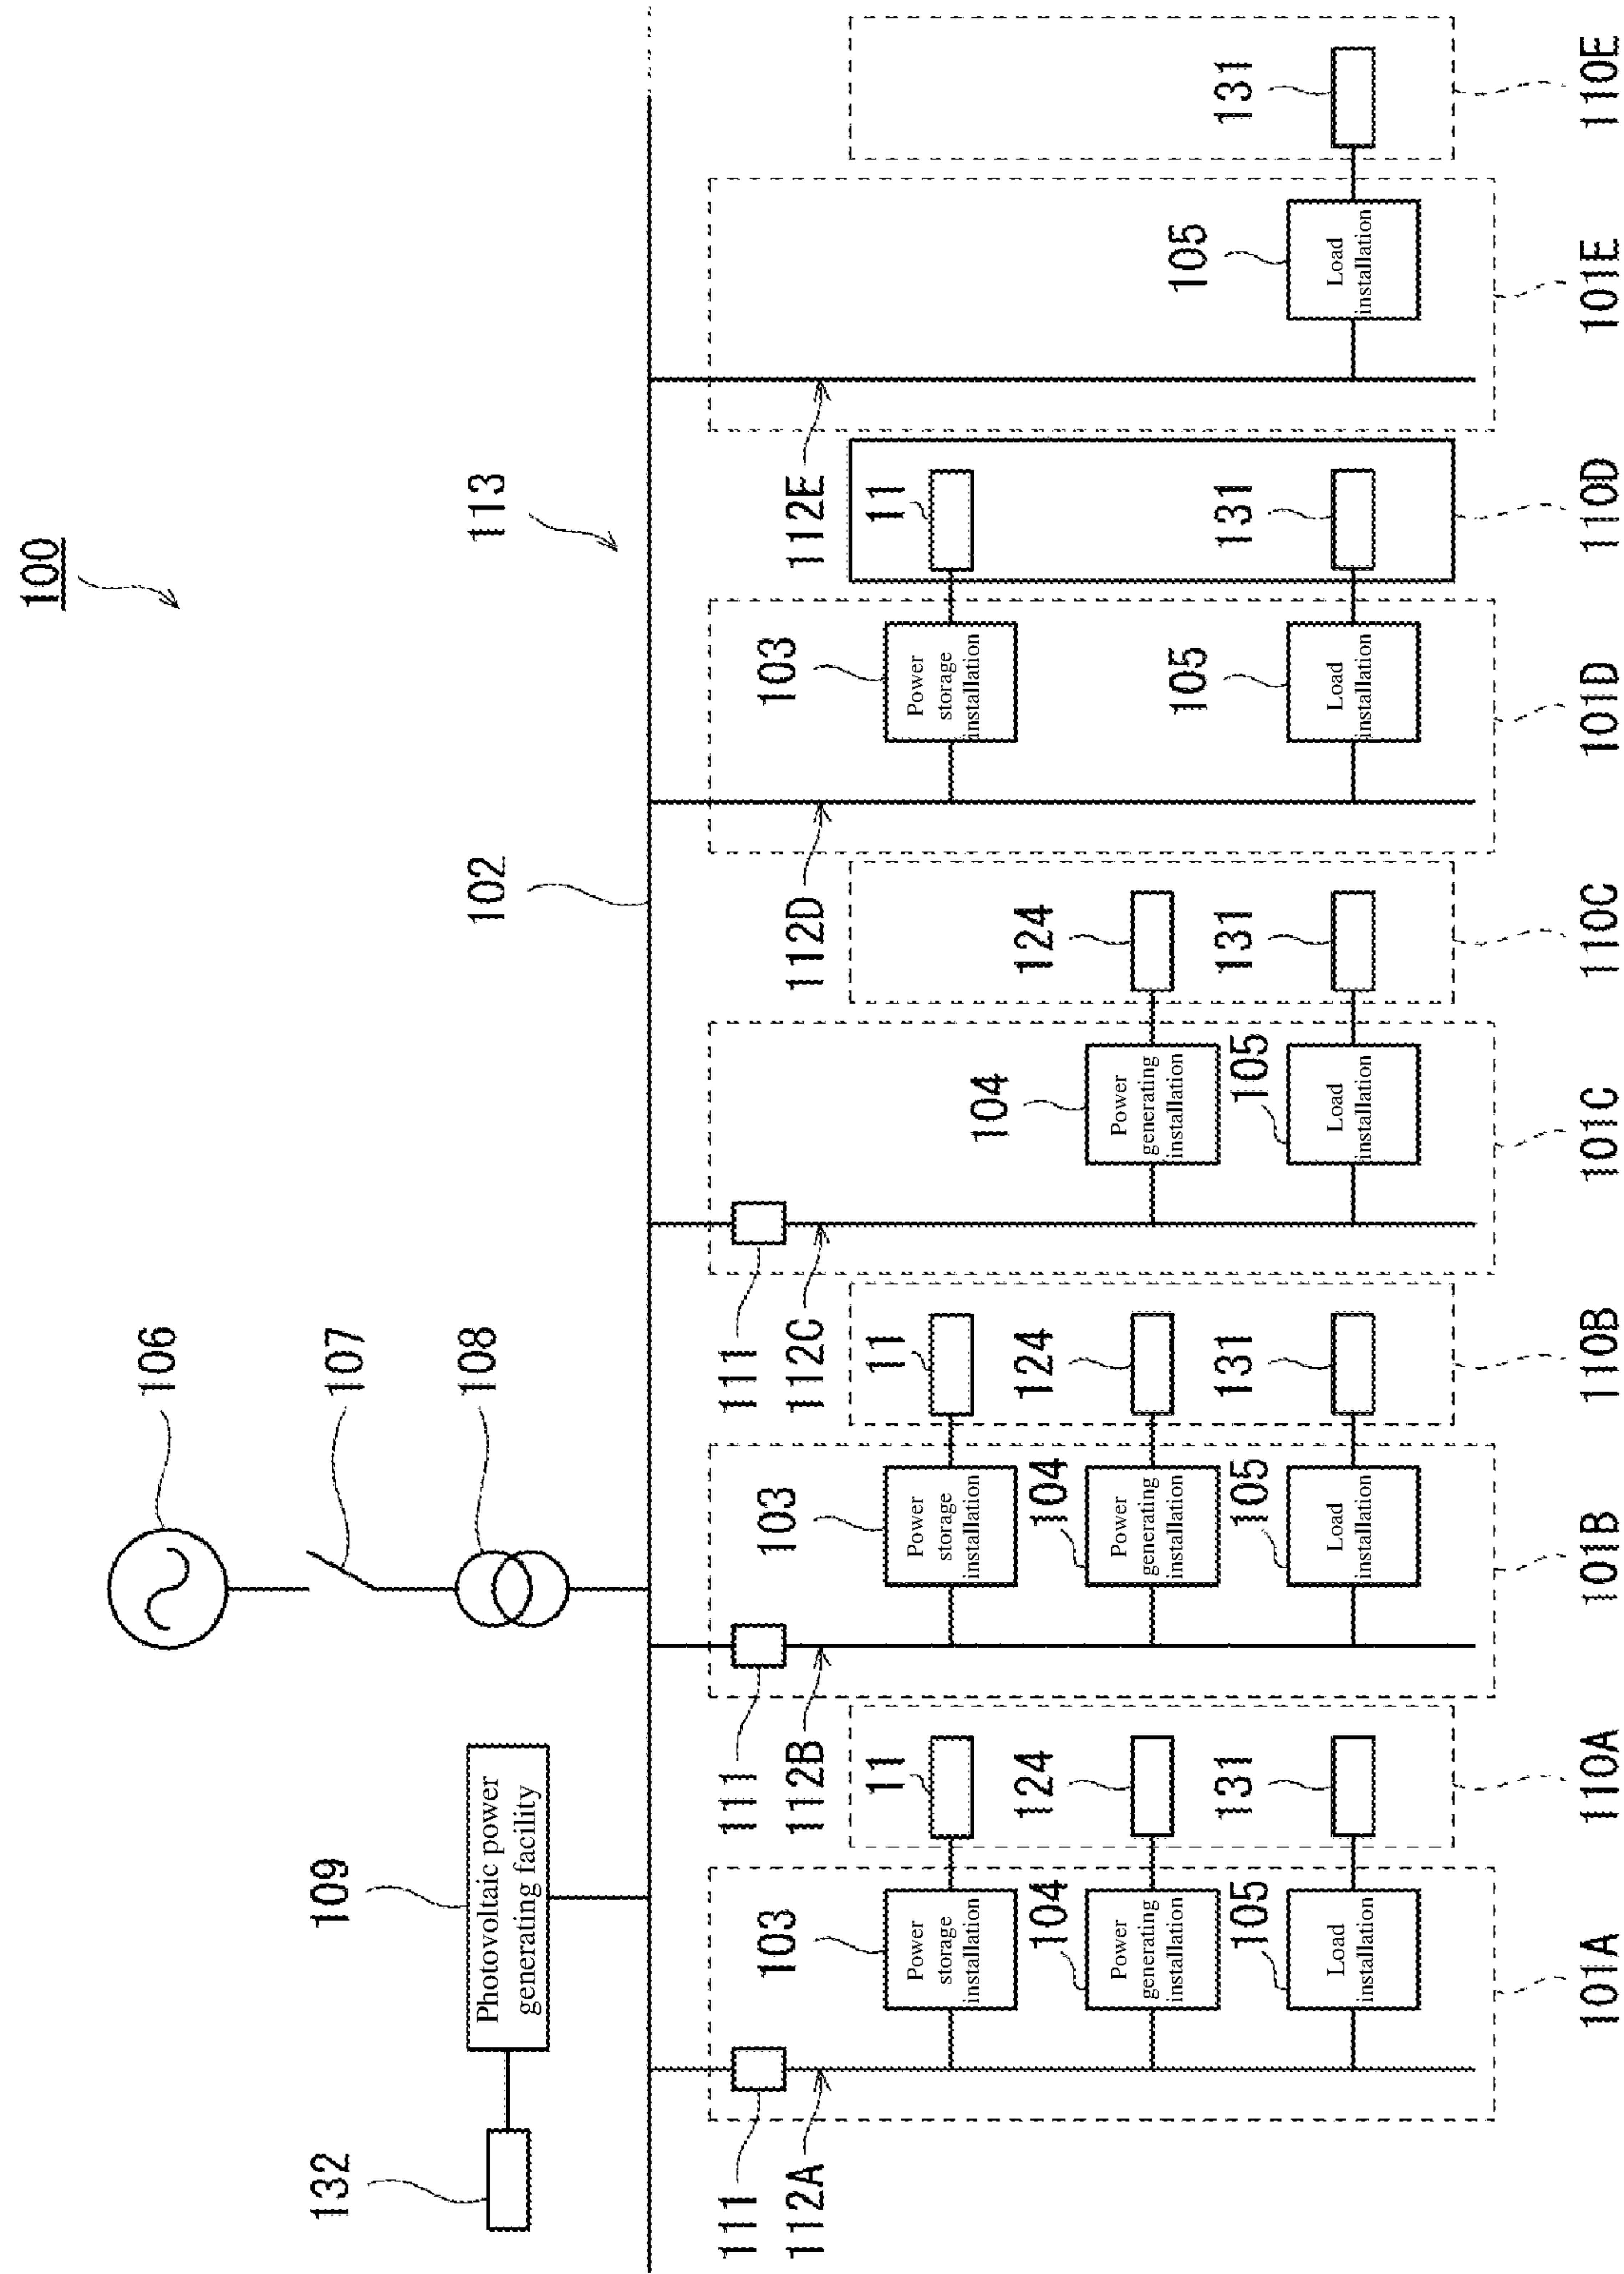 100
106
107
108
109
Photovoltaic power
generating facility
132
102
113
111
112A
103
Power
storage
installation
104
Power
generating
installation
105
Load
installation
11
124
131
101A
110A
111
112B
103
Power
storage
installation
104
Power
generating
installation
105
Load
installation
11
124
131
101B
110B
111
112C
104
Power
generating
installation
105
Load
installation
124
131
101C
110C
112D
103
Power
storage
installation
105
Load
installation
11
131
101D
110D
112E
105
Load
installation
131
101E
110E